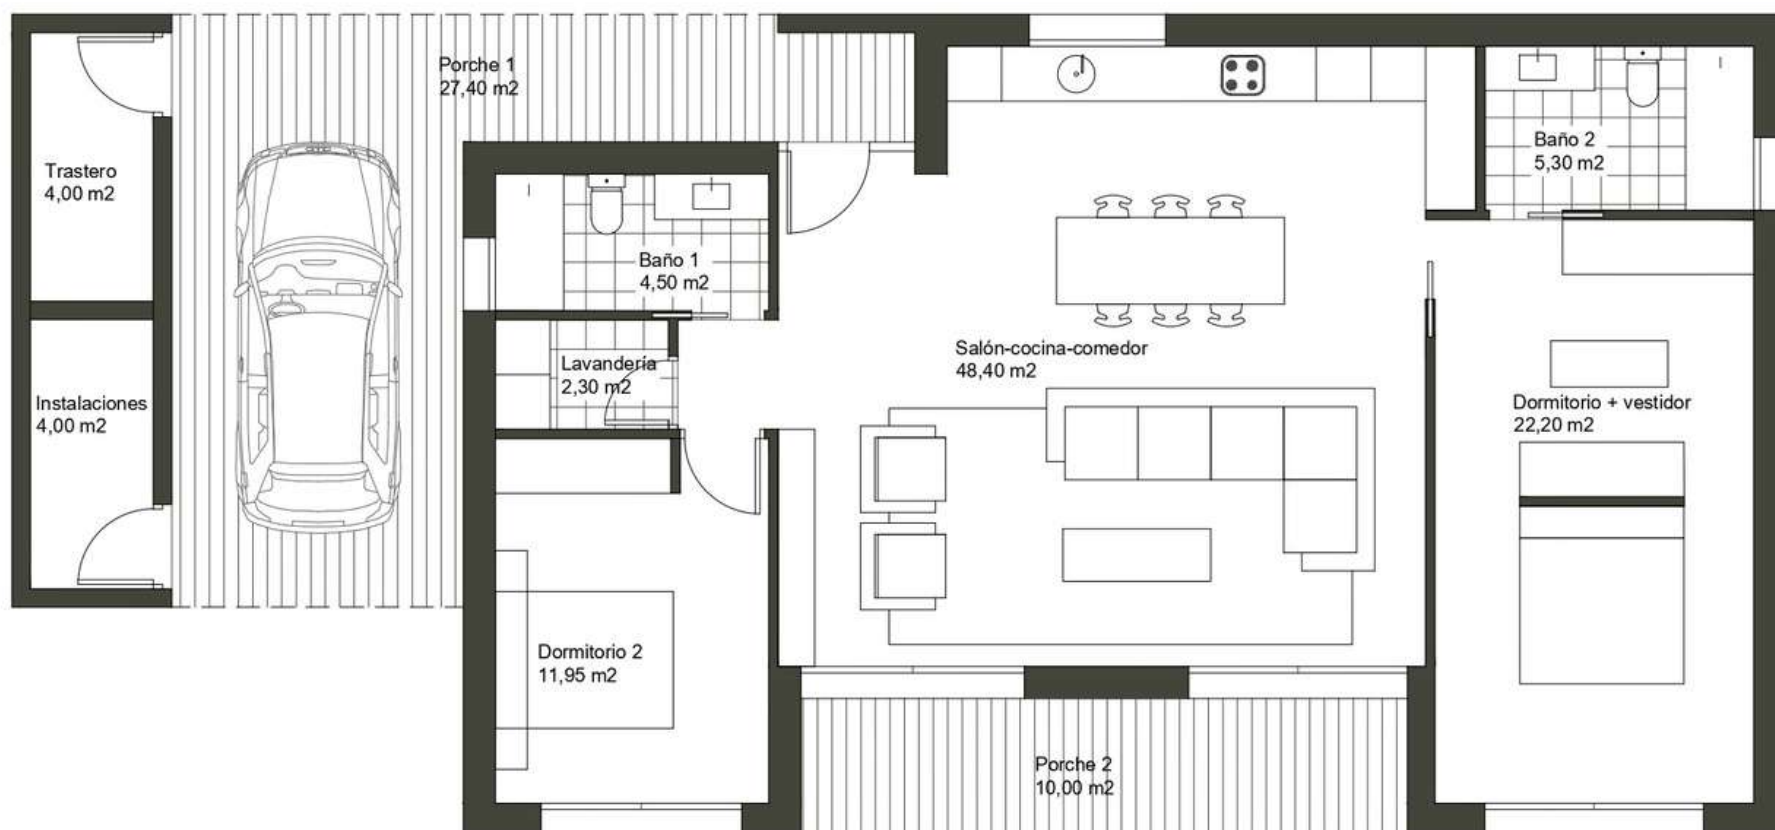 Porche 1
27,40 m2
Trastero
4,00 m2
Baño 2
5,30 m2
Baño 1
4,50 m2
Salón-cocina-comedor
48,40 m2
Lavandería
2,30 m2
Instalaciones
4,00 m2
Dormitorio + vestidor
22,20 m2
Dormitorio 2
11,95 m2
Porche 2
10,00 m2